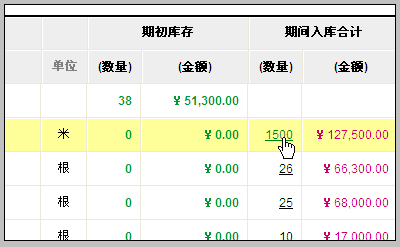 期初库存 期间入库合计
单位 (数量) (金额) (数量) (金额)
38 ¥ 51,300.00
米 0 ¥ 0.00 1500 ¥ 127,500.00
根 0 ¥ 0.00 26 ¥ 66,300.00
根 0 ¥ 0.00 25 ¥ 68,000.00
根 0 ¥ 0.00 10 ¥ 17,000.00